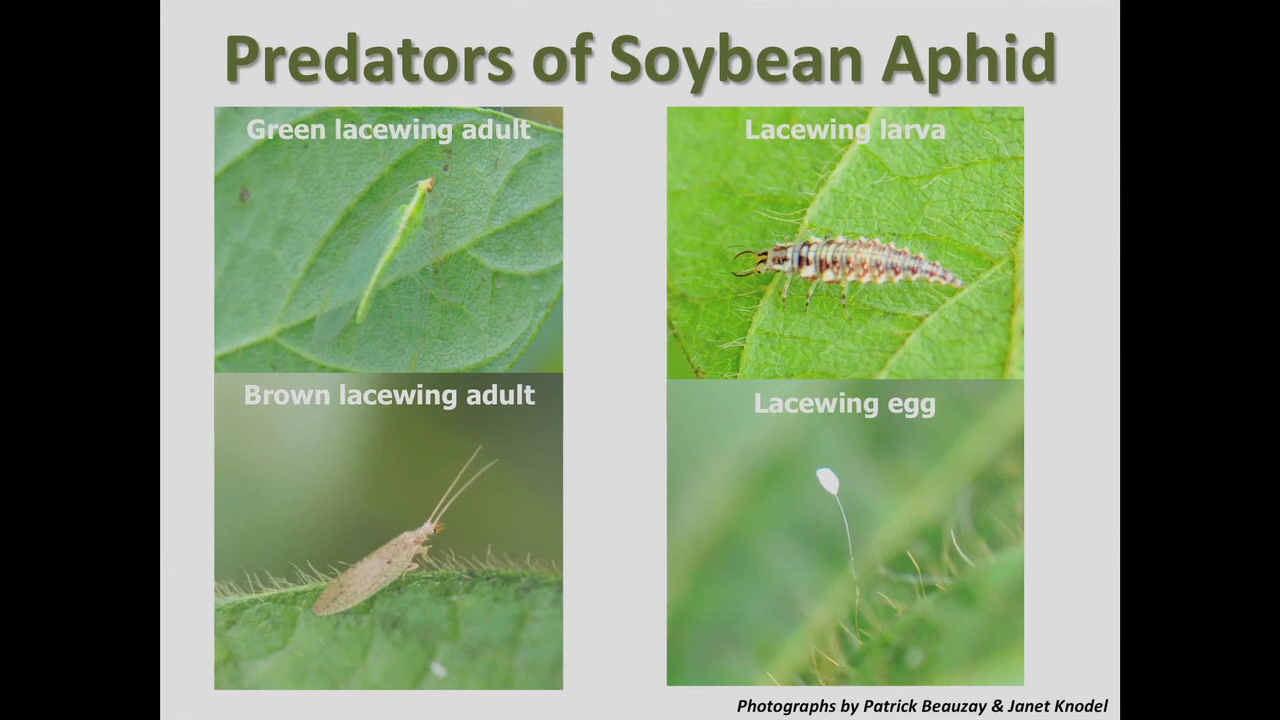 Predators of Soybean Aphid
Green lacewing adult
Lacewing larva
Brown lacewing adult
Lacewing egg
Photographs by Patrick Beauzay & Janet Knodel